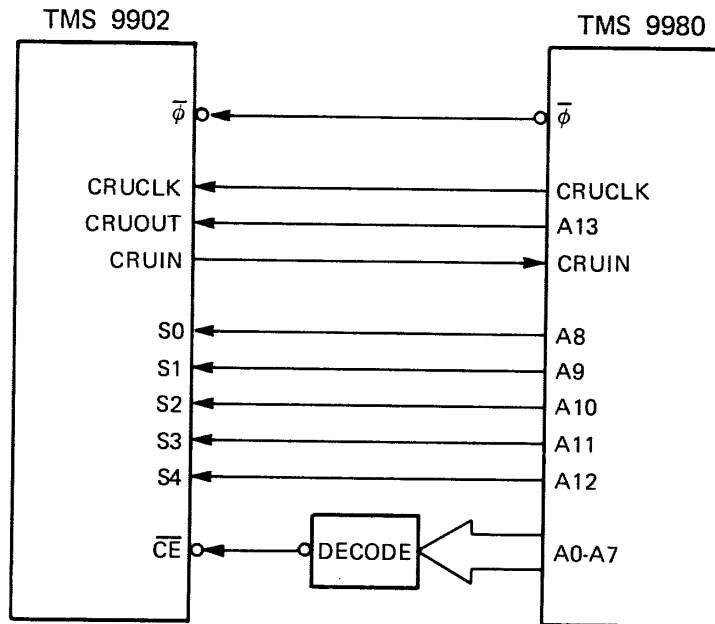 TMS 9902
TMS 9980
φ̅
φ̅
CRUCLK
CRUCLK
CRUOUT
A13
CRUIN
CRUIN
S0
A8
S1
A9
S2
A10
S3
A11
S4
A12
C̅E̅
DECODE
A0-A7